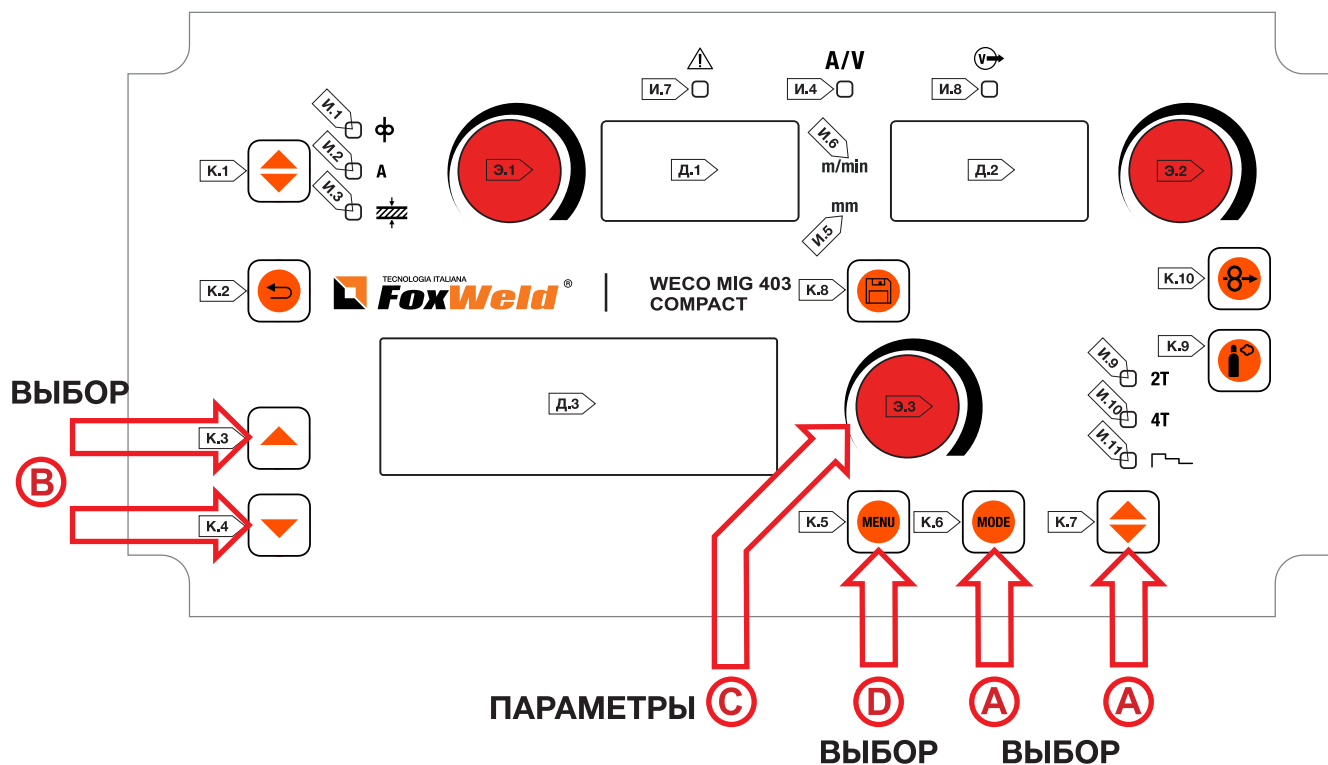 A/V
И.7
И.4
И.8
И.1
И.2
A
И.3
К.1
Э.1
Д.1
И.6
m/min
mm
И.5
Д.2
Э.2
К.2
TECNOLOGIA ITALIANA
FoxWeld®
WECO MIG 403
COMPACT
К.8
К.10
К.9
ВЫБОР
К.3
B
К.4
Д.3
Э.3
И.9
2T
И.10
4T
И.11
К.5
MENU
К.6
MODE
К.7
ПАРАМЕТРЫ
C
D
A
A
ВЫБОР
ВЫБОР